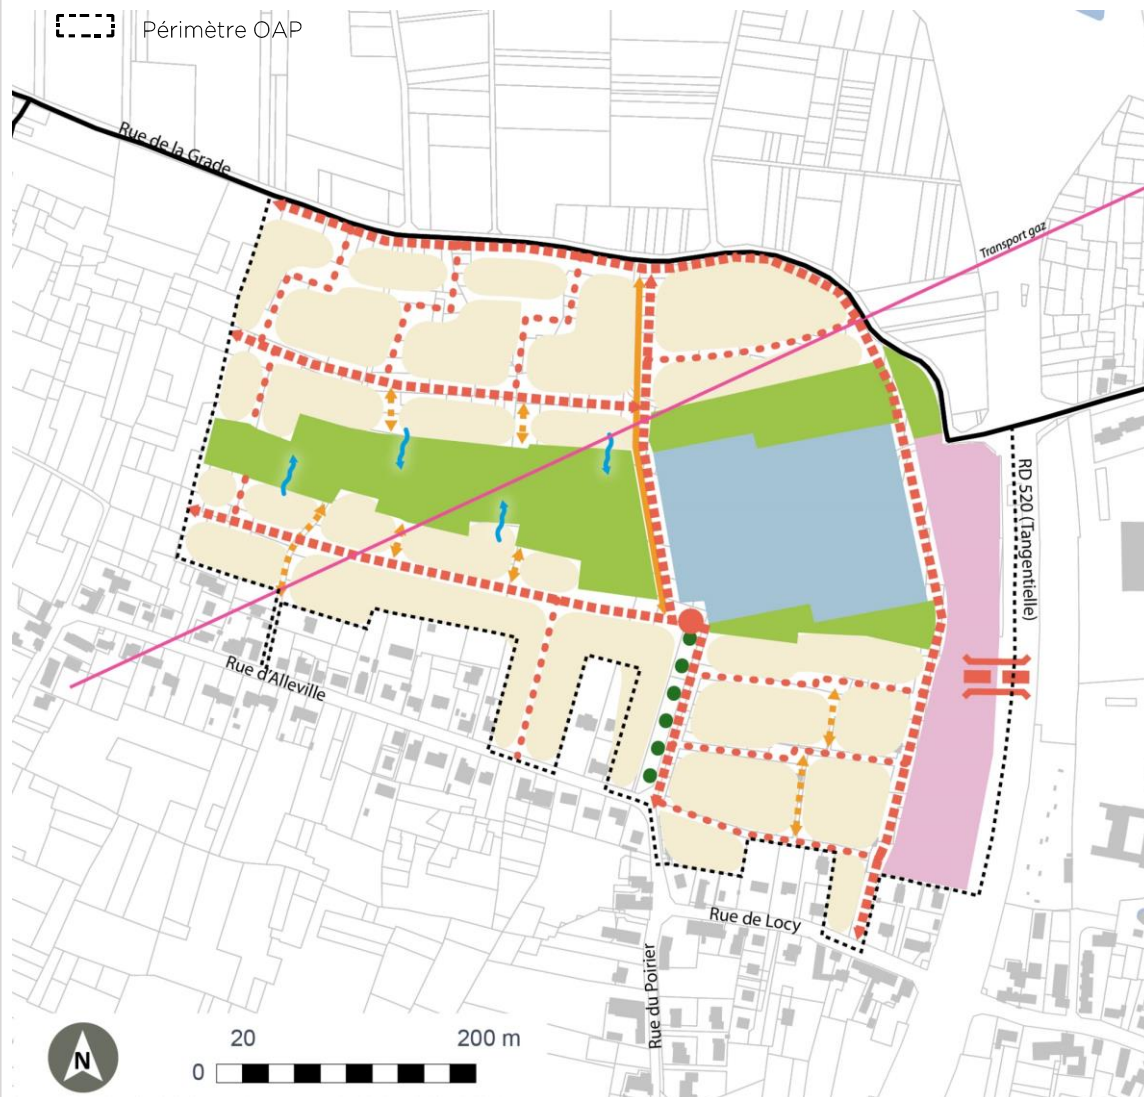 Périmètre OAP
Rue de la Grade
Transport gaz
RD 520 (Tangentielle)
Rue d'Alleville
Rue de Locy
Rue du Poirier
N
20
200 m
0